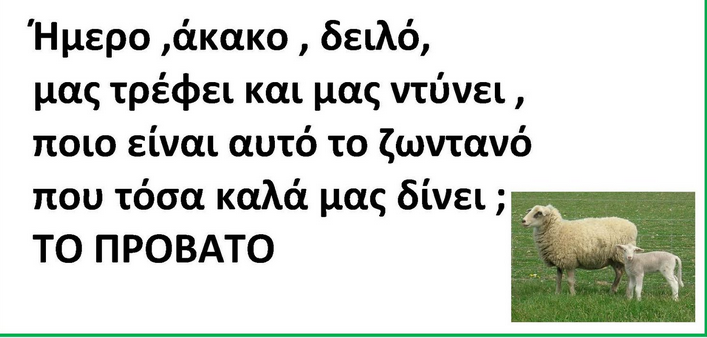 Ήμερο ,άκακο , δειλό,
μας τρέφει και μας ντύνει ,
ποιο είναι αυτό το ζωντανό
που τόσα καλά μας δίνει ;
ΤΟ ΠΡΟΒΑΤΟ